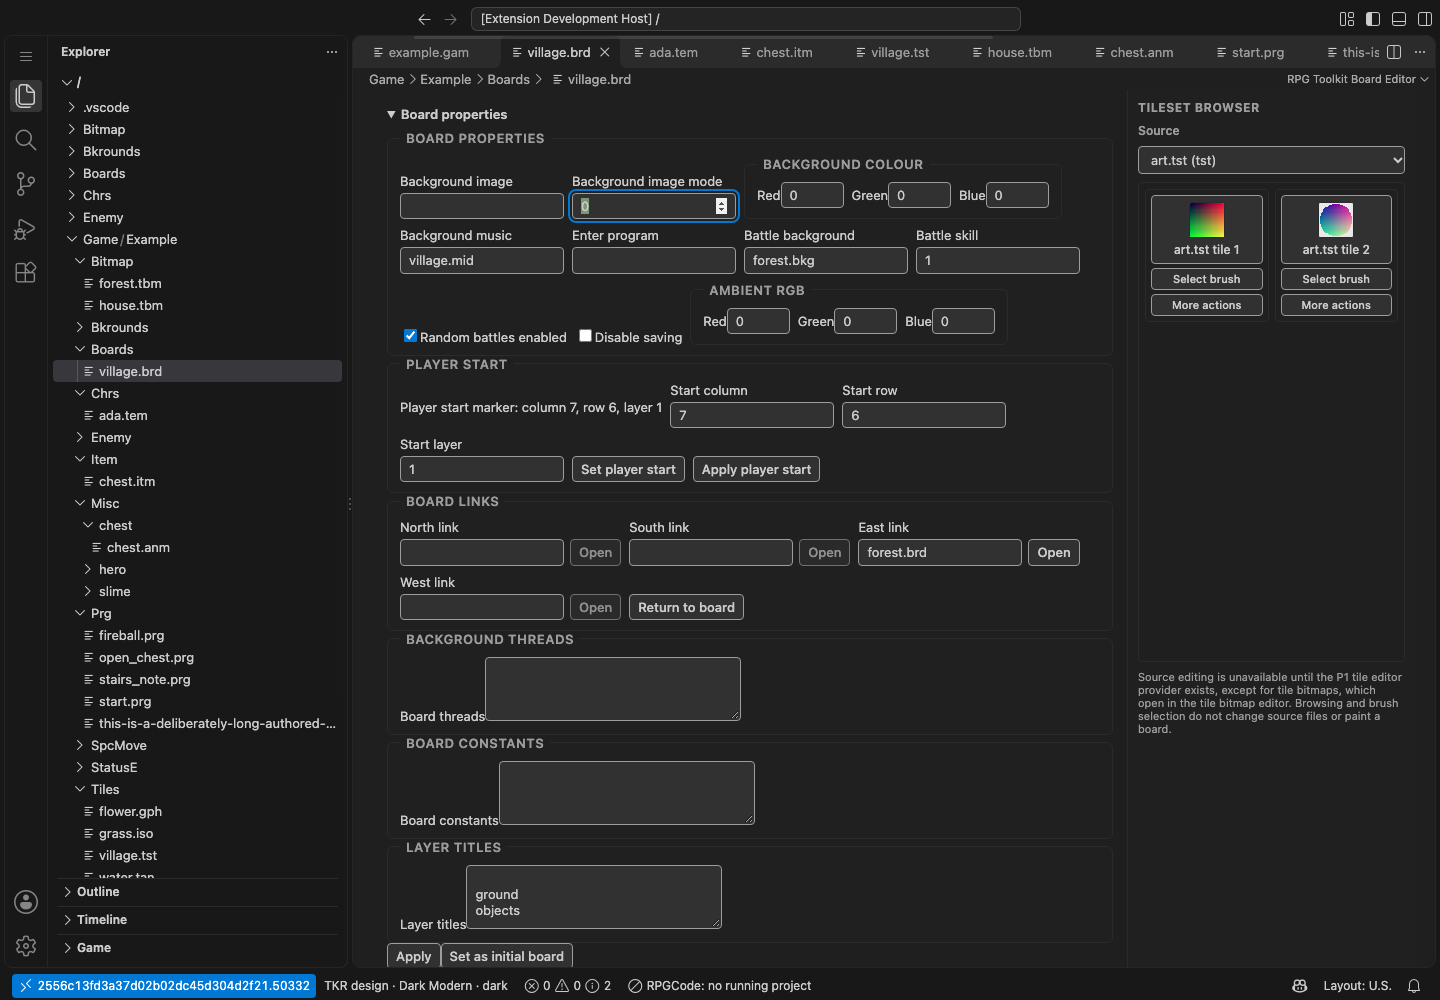 [Extension Development Host] /
Explorer
/
.vscode
Bitmap
Bkrounds
Boards
Chrs
Enemy
Game / Example
Bitmap
forest.tbm
house.tbm
Bkrounds
Boards
village.brd
Chrs
ada.tem
Enemy
Item
chest.itm
Misc
chest
chest.anm
hero
slime
Prg
fireball.prg
open_chest.prg
stairs_note.prg
start.prg
this-is-a-deliberately-long-authored-...
SpcMove
StatusE
Tiles
flower.gph
grass.iso
village.tst
water.tan
Outline
Timeline
Game
example.gam village.brd ada.tem chest.itm village.tst house.tbm chest.anm start.prg this-is
Game > Example > Boards > village.brd
RPG Toolkit Board Editor
Board properties
BOARD PROPERTIES
Background image
Background image mode
0
BACKGROUND COLOUR
Red 0 Green 0 Blue 0
Background music Enter program Battle background Battle skill
village.mid forest.bkg 1
Random battles enabled Disable saving
AMBIENT RGB
Red 0 Green 0 Blue 0
PLAYER START
Player start marker: column 7, row 6, layer 1
Start column Start row
7 6
Start layer
1 Set player start Apply player start
BOARD LINKS
North link South link East link
Open Open forest.brd Open
West link
Open Return to board
BACKGROUND THREADS
Board threads
BOARD CONSTANTS
Board constants
LAYER TITLES
ground
objects
Layer titles
Apply Set as initial board
TILESET BROWSER
Source
art.tst (tst)
art.tst tile 1 art.tst tile 2
Select brush Select brush
More actions More actions
Source editing is unavailable until the P1 tile editor
provider exists, except for tile bitmaps, which
open in the tile bitmap editor. Browsing and brush
selection do not change source files or paint a
board.
2556c13fd3a37d02b02dc45d304d2f21.50332 TKR design · Dark Modern · dark 0 0 2 RPGCode: no running project Layout: U.S.